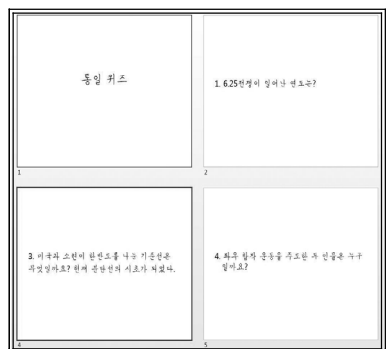 통일 퀴즈
1
1. 6.25전쟁이 일어난 연도는?
2
3. 미국과 소련이 한반도를 나눈 기준선은
무엇일까요? 현재 분단선의 시초가 되었다.
4
4. 좌우 합작 운동을 주도한 두 인물은 누구
일까요?
5